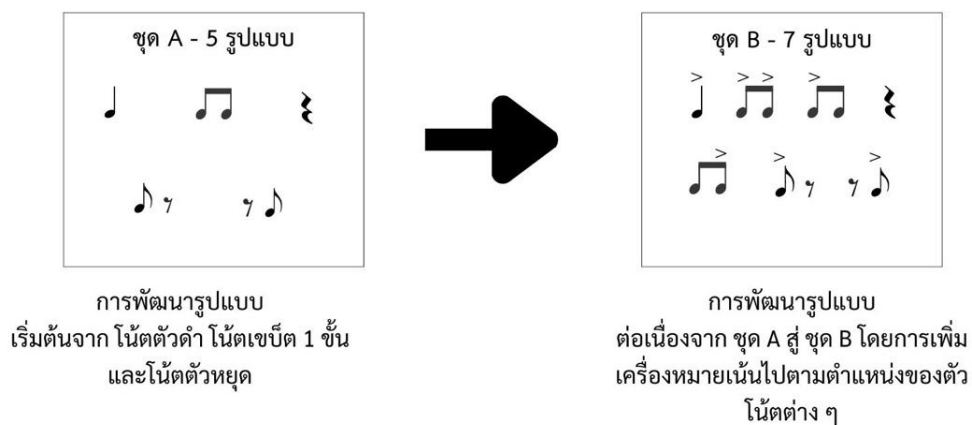 ชุด A - 5 รูปแบบ
การพัฒนารูปแบบ
เริ่มต้นจาก โน้ตตัวดำ โน้ตเขบ็ต 1 ชั้น
และโน้ตตัวหยุด
ชุด B - 7 รูปแบบ
การพัฒนารูปแบบ
ต่อเนื่องจาก ชุด A สู่ ชุด B โดยการเพิ่ม
เครื่องหมายเน้นไปตามตำแหน่งของตัว
โน้ตต่าง ๆ